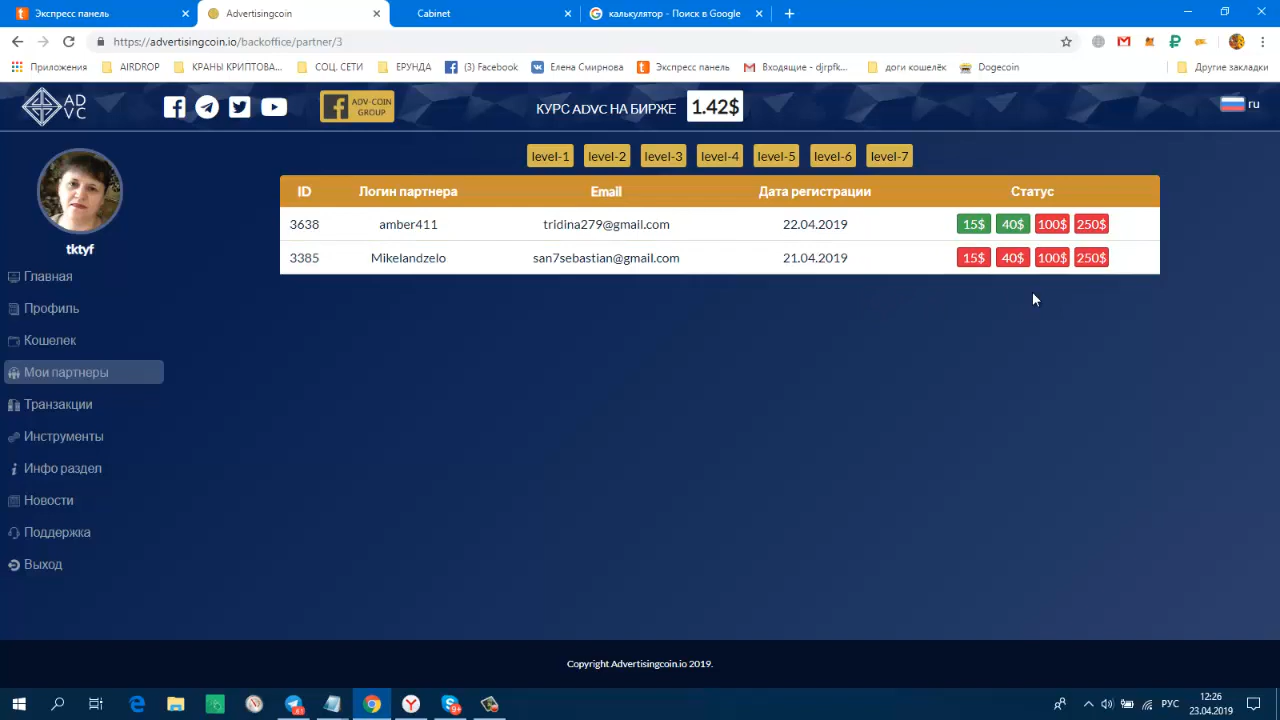 Экспресс панель
Advertisingcoin
Cabinet
калькулятор - Поиск в Google
https://advertisingcoin.io/backoffice/partner/3
Приложения
AIRDROP
КРАНЫ КРИПТОВА...
СОЦ. СЕТИ
ЕРУНДА
(3) Facebook
Елена Смирнова
Экспресс панель
Входящие - djrpfk...
доги кошелёк
Dogecoin
Другие закладки
AD
VC
ADV-COIN
GROUP
КУРС ADVC НА БИРЖЕ
1.42$
ru
level-1 level-2 level-3 level-4 level-5 level-6 level-7
ID Логин партнера Email Дата регистрации Статус
3638 amber411 tridina279@gmail.com 22.04.2019 15$ 40$ 100$ 250$
3385 Mikelandzelo san7sebastian@gmail.com 21.04.2019 15$ 40$ 100$ 250$
tktyf
Главная
Профиль
Кошелек
Мои партнеры
Транзакции
Инструменты
Инфо раздел
Новости
Поддержка
Выход
Copyright Advertisingcoin.io 2019.
РУС
12:26
23.04.2019